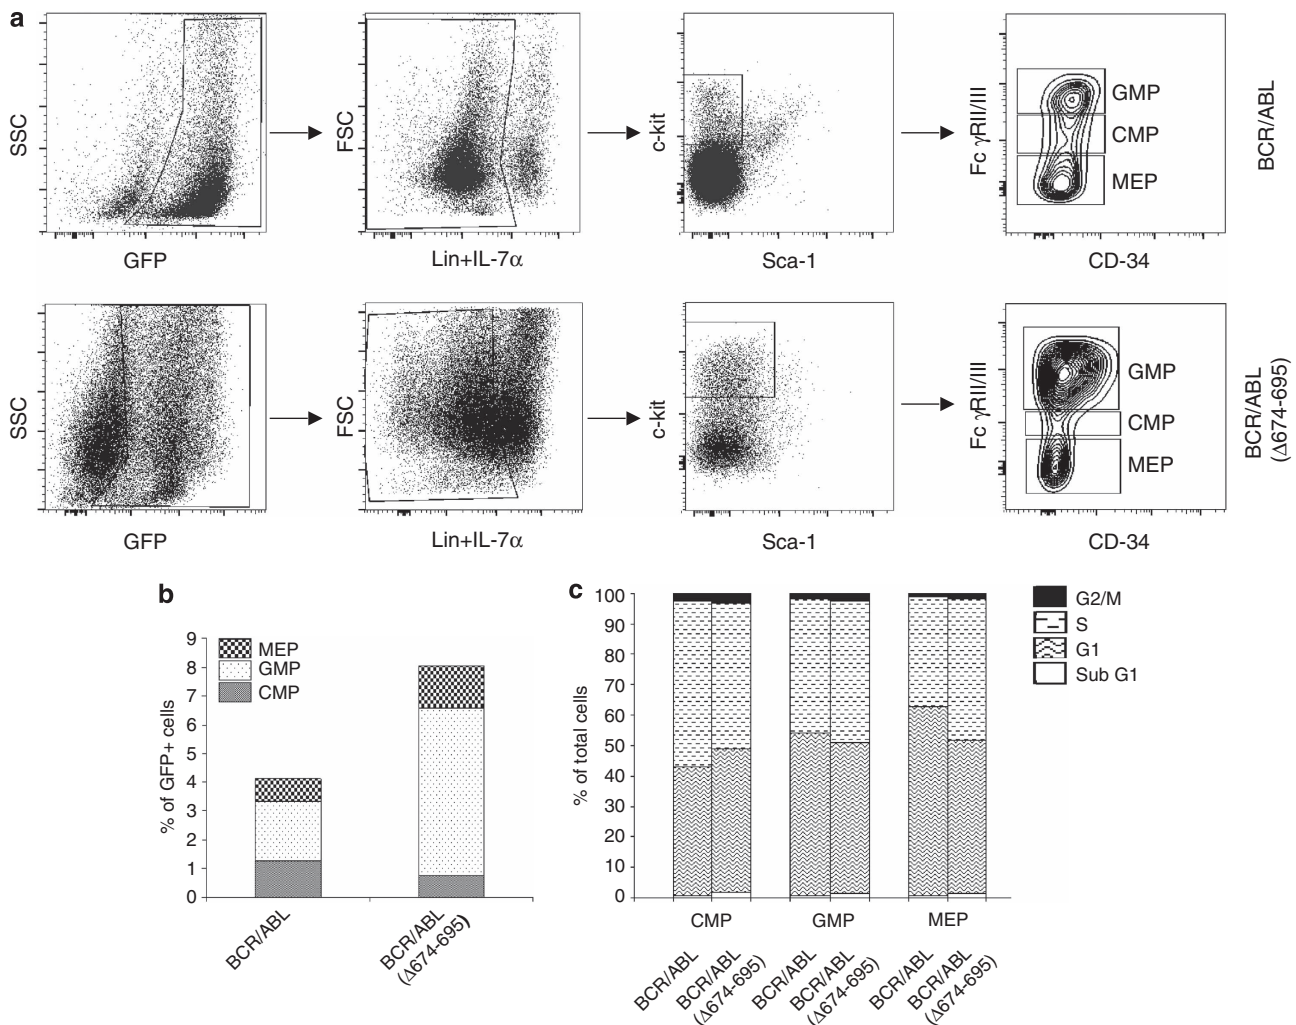 a
SSC
GFP
FSC
Lin+IL-7α
c-kit
Sca-1
Fc γRII/III
CD-34
GMP
CMP
MEP
BCR/ABL
SSC
GFP
FSC
Lin+IL-7α
c-kit
Sca-1
Fc γRII/III
CD-34
GMP
CMP
MEP
BCR/ABL
(Δ674-695)
b
% of GFP+ cells
9
8
7
6
5
4
3
2
1
0
MEP
GMP
CMP
BCR/ABL
BCR/ABL
(Δ674-695)
c
% of total cells
100
90
80
70
60
50
40
30
20
10
0
G2/M
S
G1
Sub G1
CMP
GMP
MEP
BCR/ABL
BCR/ABL
(Δ674-695)
BCR/ABL
BCR/ABL
(Δ674-695)
BCR/ABL
BCR/ABL
(Δ674-695)